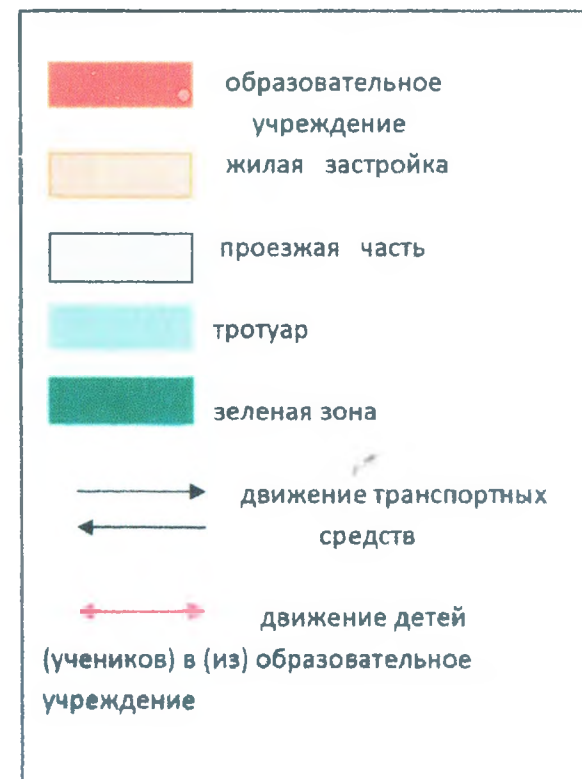 образовательное
учреждение
жилая застройка
проезжая часть
тротуар
зеленая зона
движение транспортных
средств
движение детей
(учеников) в (из) образовательное
учреждение